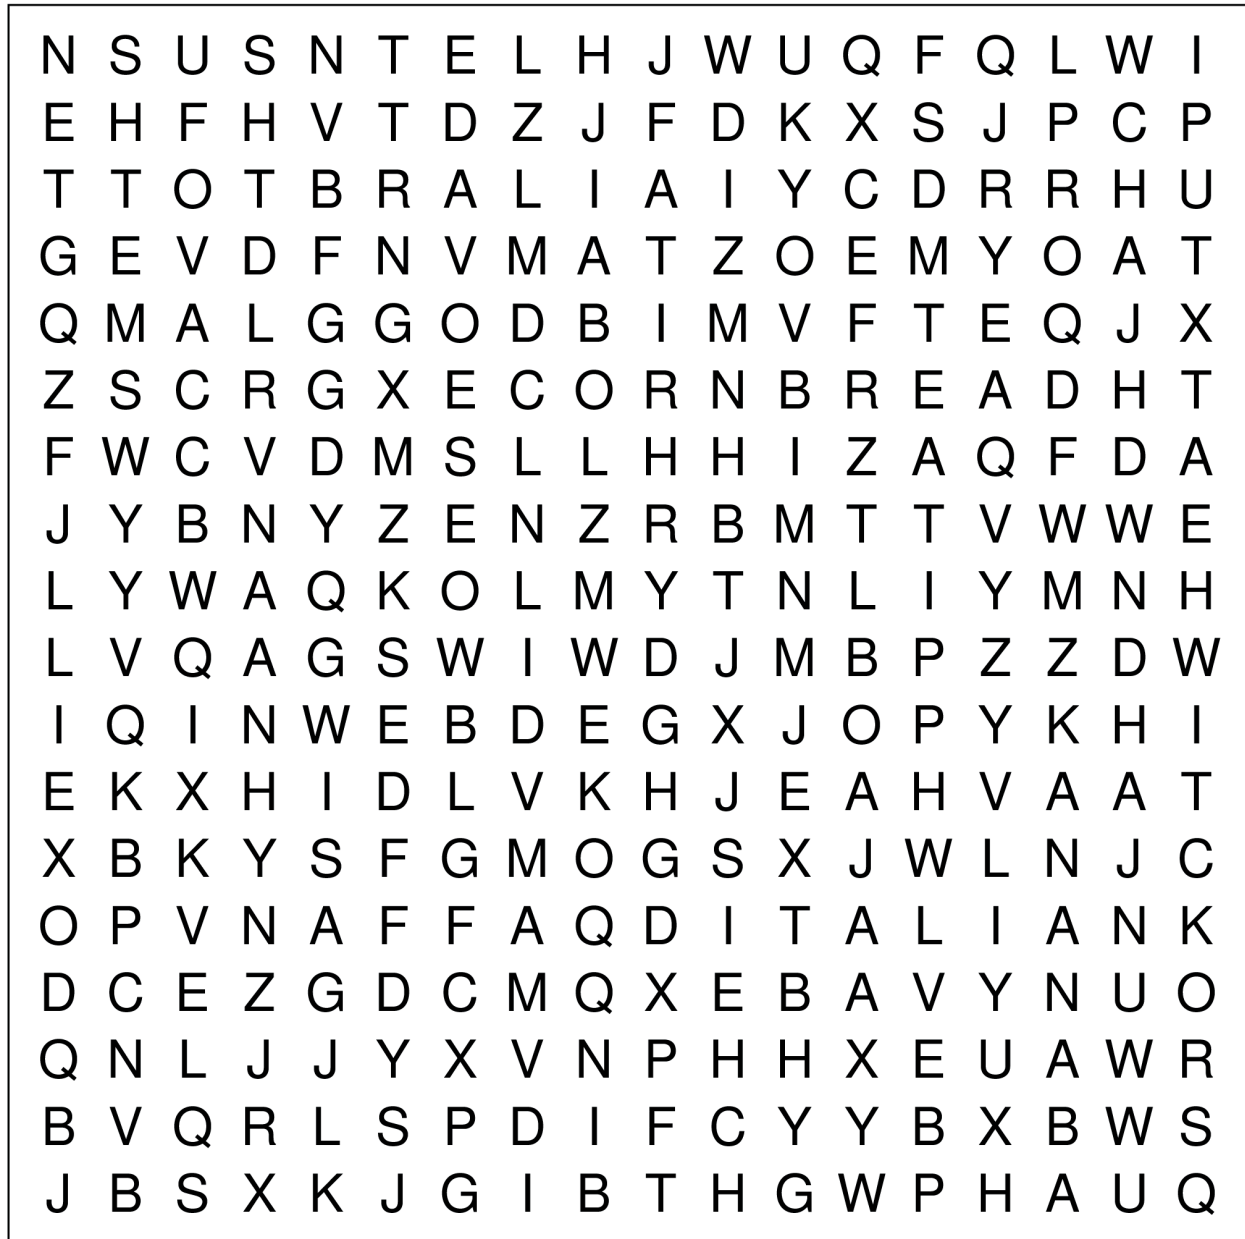 N S U S N T E L H J W U Q F Q L W I
E H F H V T D Z J F D K X S J P C P
T T O T B R A L I A I Y C D R R H U
G E V D F N V M A T Z O E M Y O A T
Q M A L G G O D B I M V F T E Q J X
Z S C R G X E C O R N B R E A D H T
F W C V D M S L L H H I Z A Q F D A
J Y B N Y Z E N Z R B M T T V W W E
L Y W A Q K O L M Y T N L I Y M N H
L V Q A G S W I W D J M B P Z Z D W
I Q I N W E B D E G X J O P Y K H I
E K X H I D L V K H J E A H V A A T
X B K Y S F G M O G S X J W L N J C
O P V N A F F A Q D I T A L I A N K
D C E Z G D C M Q X E B A V Y N U O
Q N L J J Y X V N P H H X E U A W R
B V Q R L S P D I F C Y Y B X B W S
J B S X K J G I B T H G W P H A U Q